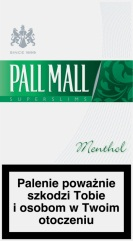 PALL MALL
SUPERSLIMS
Menthol
Palenie poważnie
szkodzi Tobie
i osobom w Twoim
otoczeniu